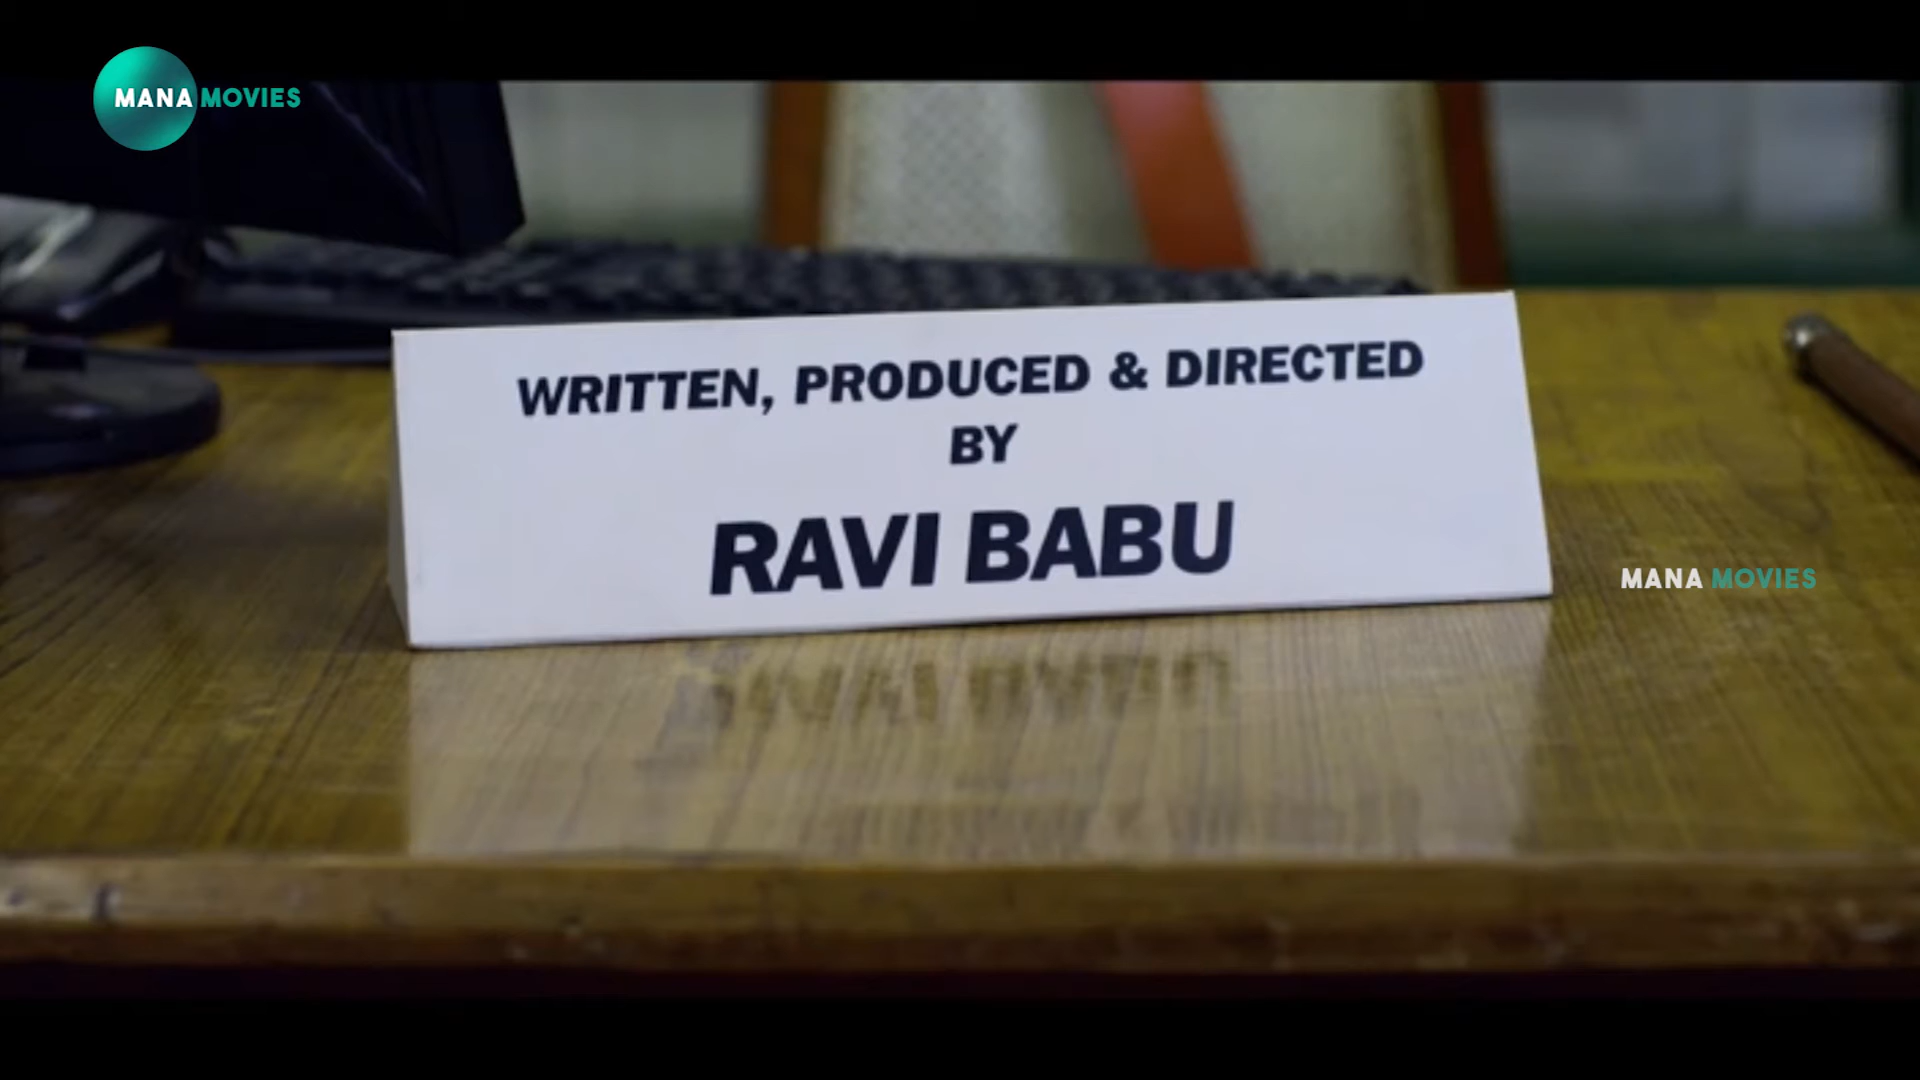 MANA MOVIES
WRITTEN, PRODUCED & DIRECTED
BY
RAVI BABU
MANA MOVIES